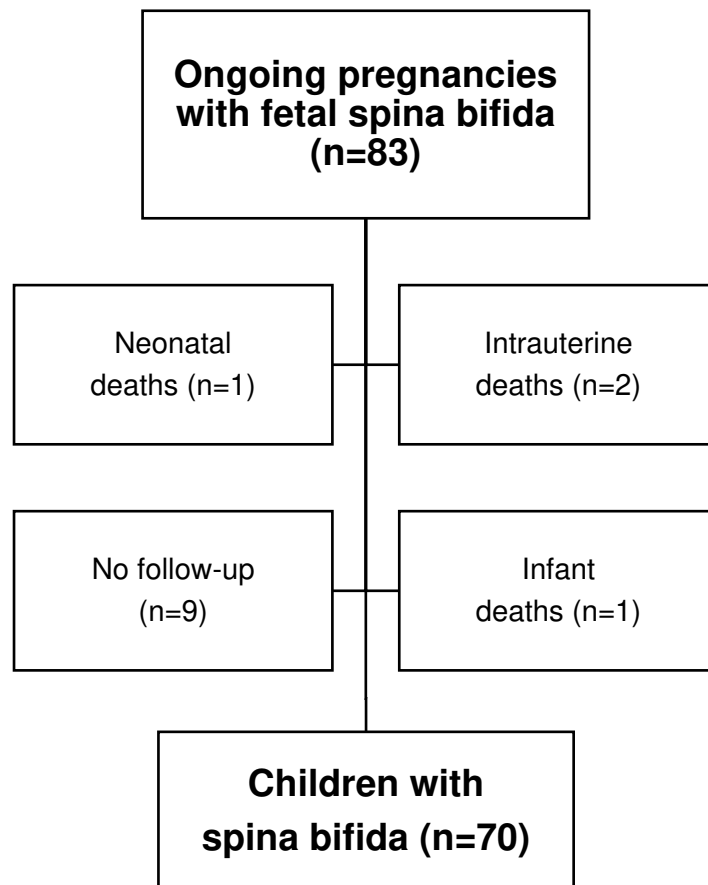 Ongoing pregnancies
with fetal spina bifida
(n=83)
Neonatal
deaths (n=1)
Intrauterine
deaths (n=2)
No follow-up
(n=9)
Infant
deaths (n=1)
Children with
spina bifida (n=70)